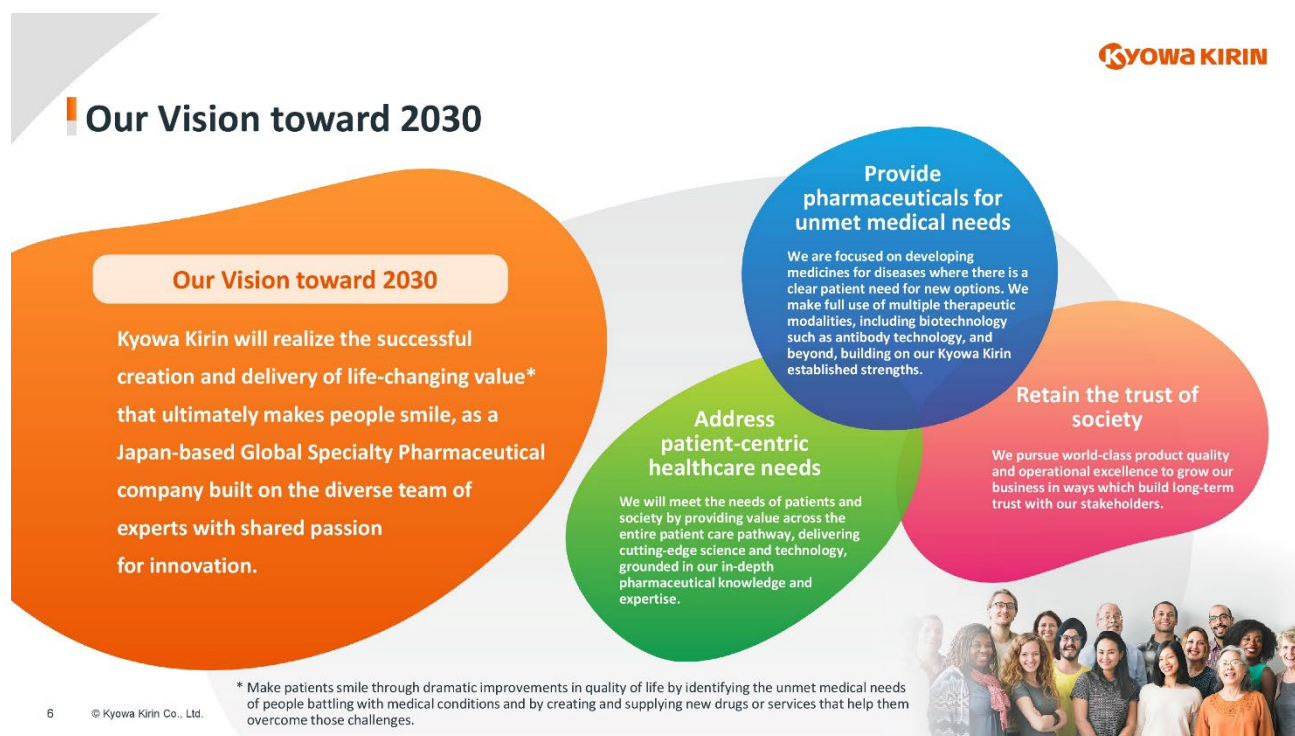 Kyowa KIRIN
Our Vision toward 2030
Our Vision toward 2030
Kyowa Kirin will realize the successful
creation and delivery of life-changing value*
that ultimately makes people smile, as a
Japan-based Global Specialty Pharmaceutical
company built on the diverse team of
experts with shared passion
for innovation.
Provide
pharmaceuticals for
unmet medical needs
We are focused on developing
medicines for diseases where there is a
clear patient need for new options. We
make full use of multiple therapeutic
modalities, including biotechnology
such as antibody technology, and
beyond, building on our Kyowa Kirin
established strengths.
Address
patient-centric
healthcare needs
We will meet the needs of patients and
society by providing value across the
entire patient care pathway, delivering
cutting-edge science and technology,
grounded in our in-depth
pharmaceutical knowledge and
expertise.
Retain the trust of
society
We pursue world-class product quality
and operational excellence to grow our
business in ways which build long-term
trust with our stakeholders.
* Make patients smile through dramatic improvements in quality of life by identifying the unmet medical needs
of people battling with medical conditions and by creating and supplying new drugs or services that help them
overcome those challenges.
6 © Kyowa Kirin Co., Ltd.